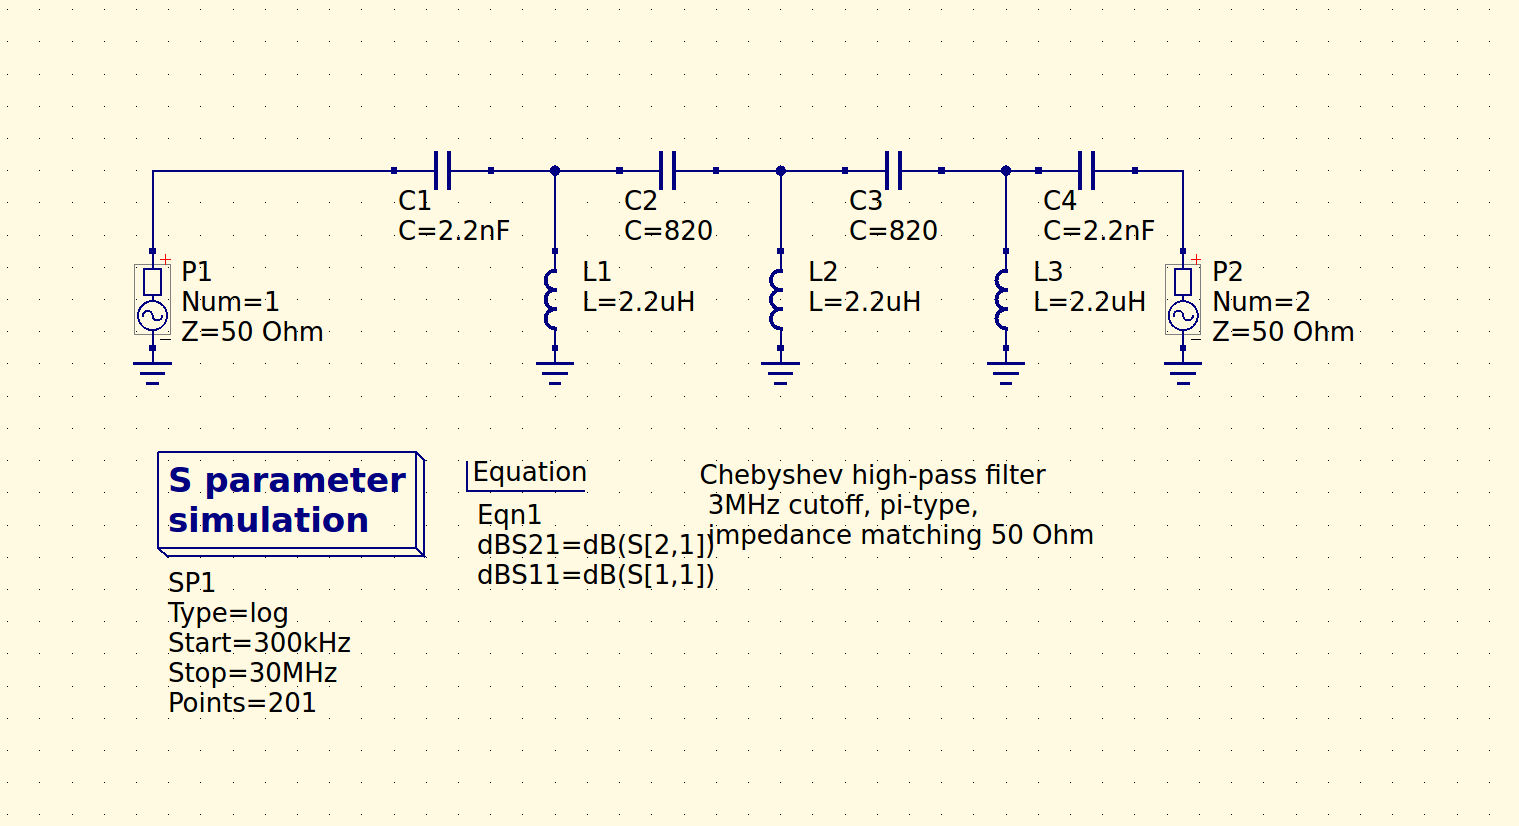 C1
C=2.2nF
C2
C=820
C3
C=820
C4
C=2.2nF
P1
Num=1
Z=50 Ohm
L1
L=2.2uH
L2
L=2.2uH
L3
L=2.2uH
P2
Num=2
Z=50 Ohm
S parameter
simulation
SP1
Type=log
Start=300kHz
Stop=30MHz
Points=201
Equation
Eqn1
dBS21=dB(S[2,1])
dBS11=dB(S[1,1])
Chebyshev high-pass filter
3MHz cutoff, pi-type,
impedance matching 50 Ohm